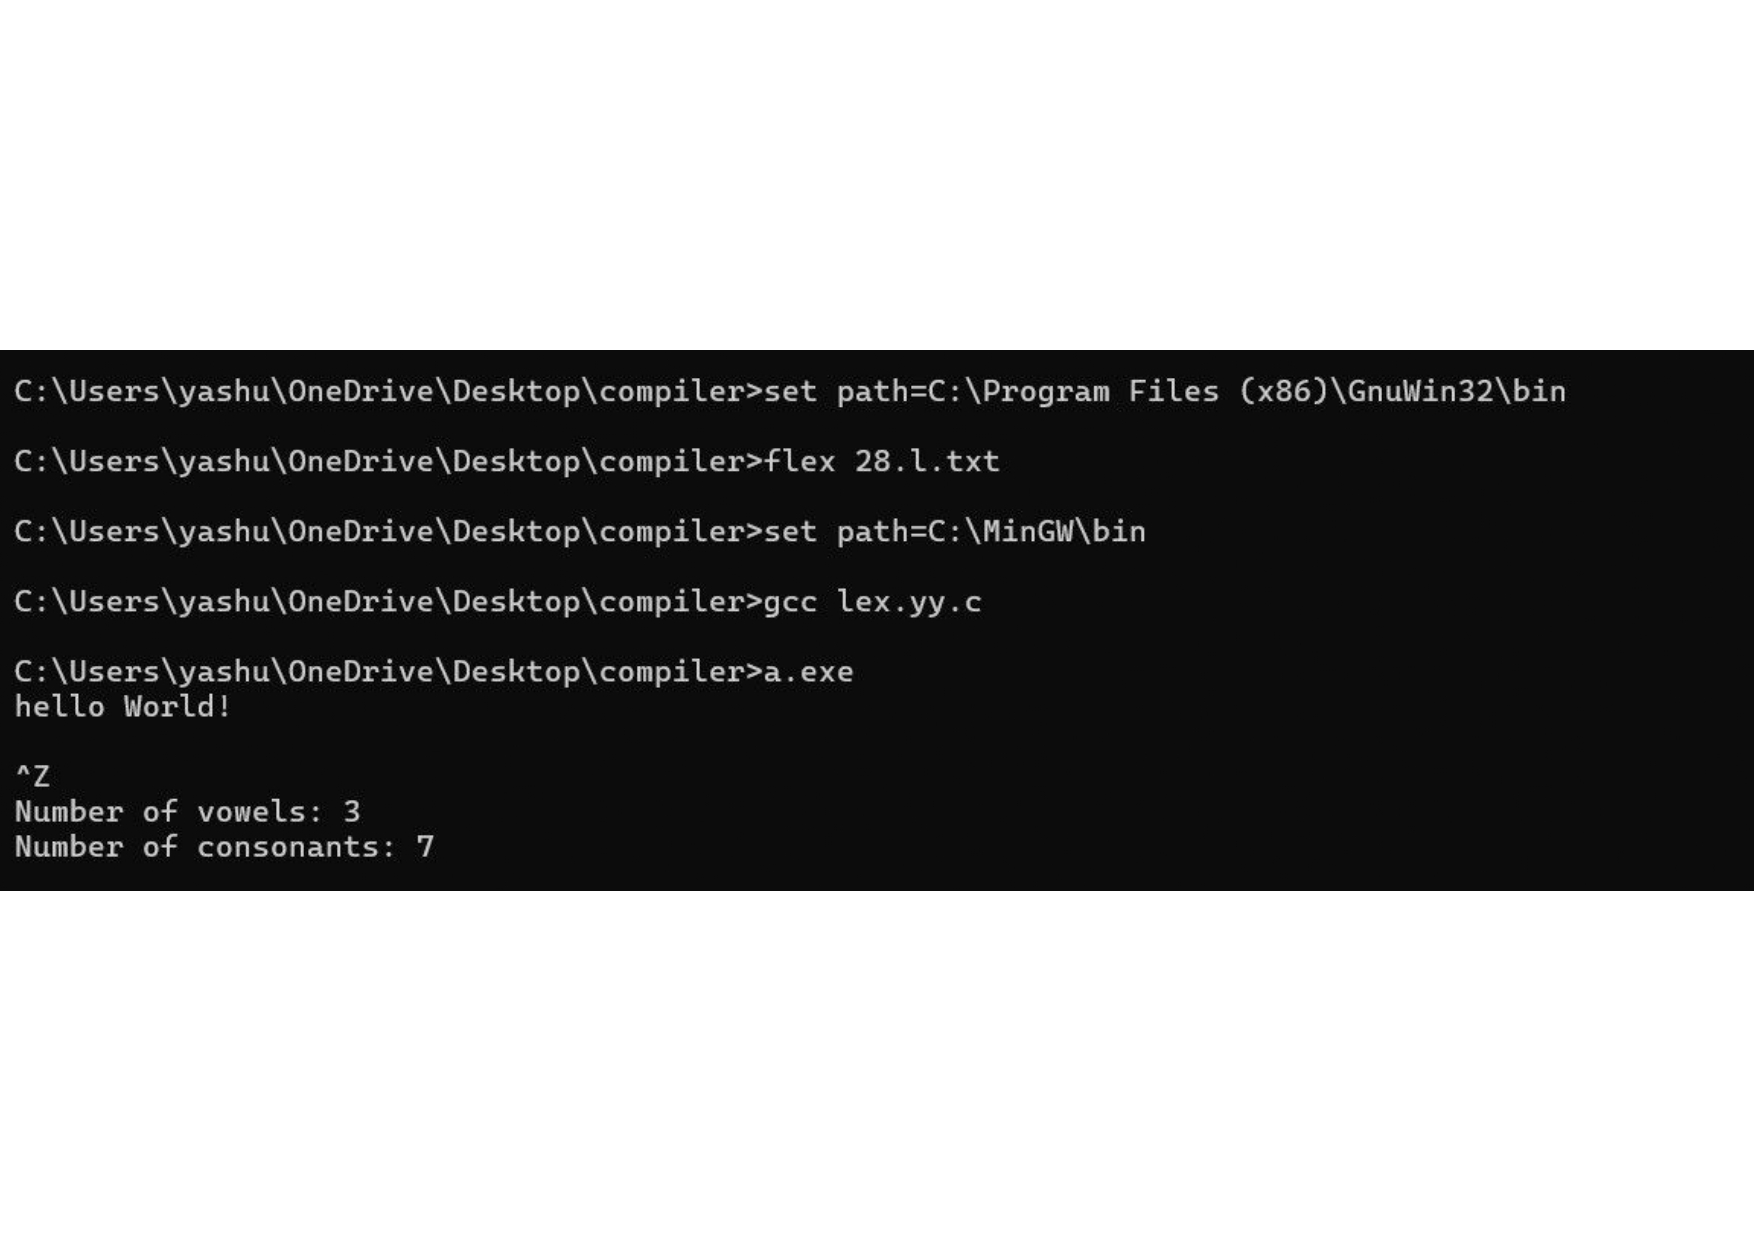 C:\Users\yashu\OneDrive\Desktop\compiler>set path=C:\Program Files (x86)\GnuWin32\bin
C:\Users\yashu\OneDrive\Desktop\compiler>flex 28.l.txt
C:\Users\yashu\OneDrive\Desktop\compiler>set path=C:\MinGW\bin
C:\Users\yashu\OneDrive\Desktop\compiler>gcc lex.yy.c
C:\Users\yashu\OneDrive\Desktop\compiler>a.exe
hello World!
^Z
Number of vowels: 3
Number of consonants: 7